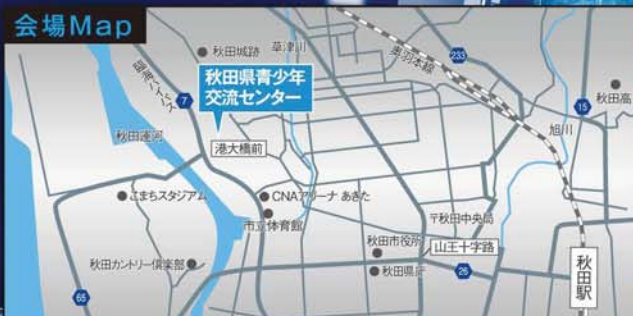 会場Map
秋田城跡
草津川
奥羽本線
233
臨海バイパス
7
秋田県青少年
交流センター
15
秋田高
旭川
秋田運河
港大橋前
こまちスタジアム
CNAアリーナ あきた
市立体育館
〒秋田中央局
秋田市役所
山王十字路
秋田カントリー倶楽部
秋田県庁
26
秋田駅
65